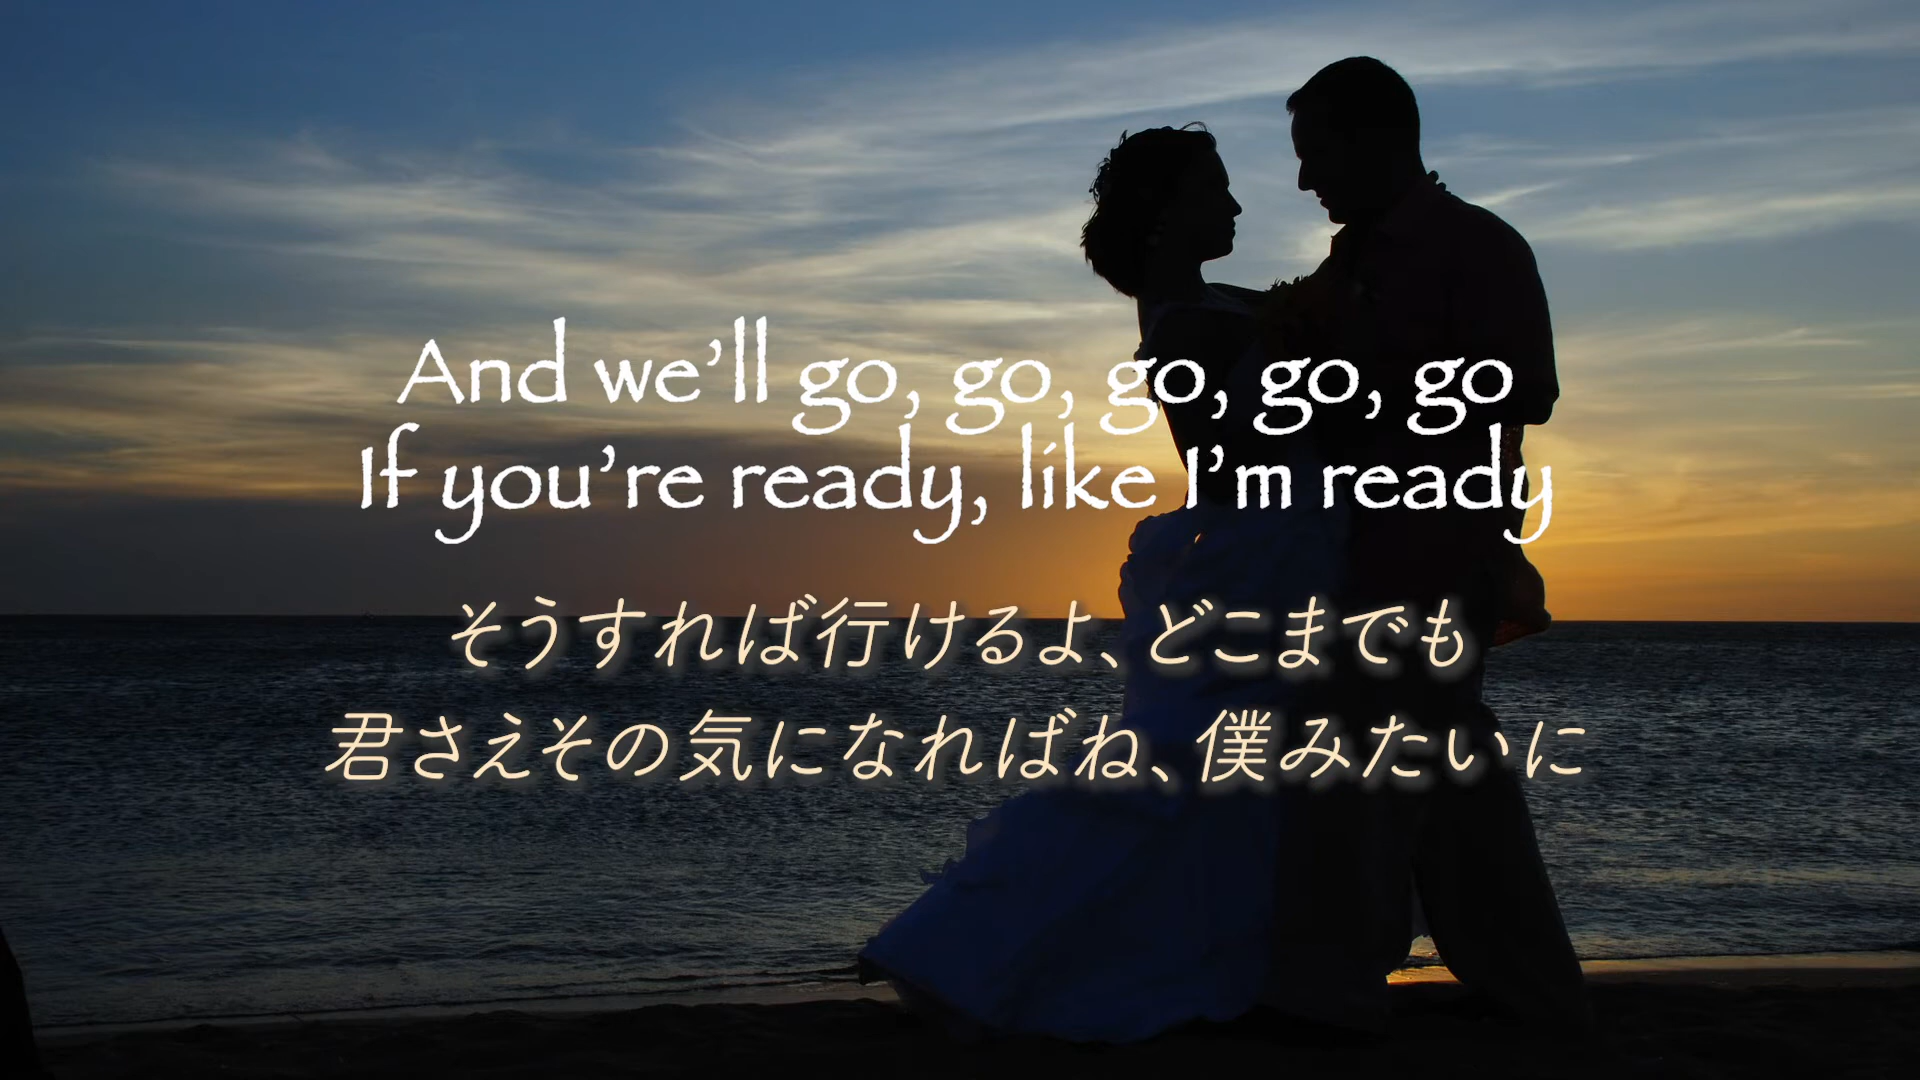 And we’ll go, go, go, go, go
If you’re ready, like I’m ready
そうすれば行けるよ、どこまでも
君さえその気になればね、僕みたいに